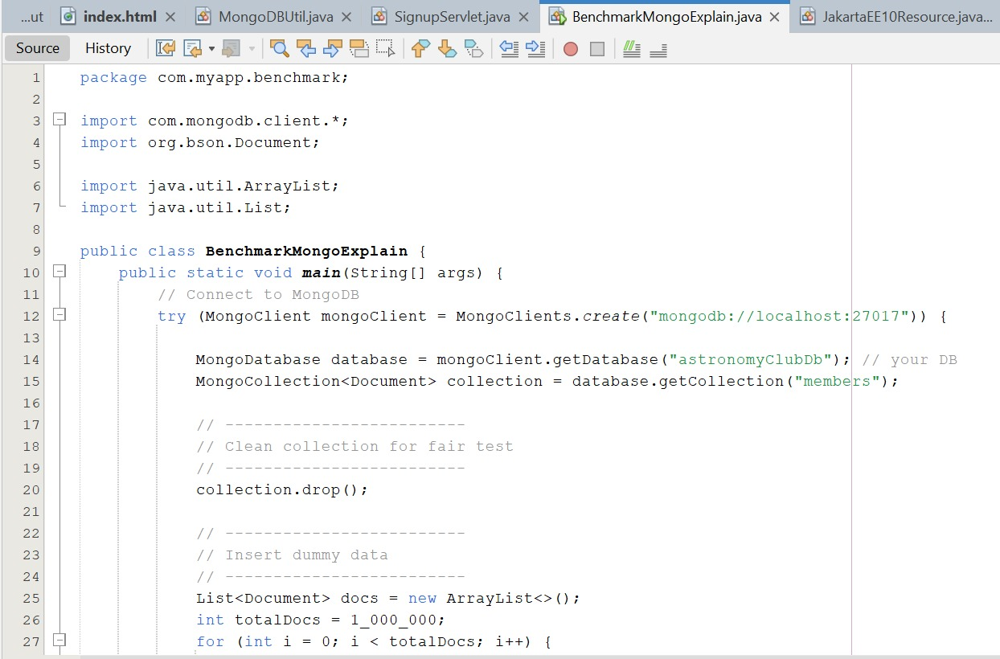 ...ut index.html MongoDBUtil.java SignupServlet.java BenchmarkMongoExplain.java JakartaEE10Resource.java...
Source History
1 package com.myapp.benchmark;
2
3 import com.mongodb.client.*;
4 import org.bson.Document;
5
6 import java.util.ArrayList;
7 import java.util.List;
8
9 public class BenchmarkMongoExplain {
10 public static void main(String[] args) {
11 // Connect to MongoDB
12 try (MongoClient mongoClient = MongoClients.create("mongodb://localhost:27017")) {
13
14 MongoDatabase database = mongoClient.getDatabase("astronomyClubDb"); // your DB
15 MongoCollection<Document> collection = database.getCollection("members");
16
17 // -------------------------
18 // Clean collection for fair test
19 // -------------------------
20 collection.drop();
21
22 // -------------------------
23 // Insert dummy data
24 // -------------------------
25 List<Document> docs = new ArrayList<>();
26 int totalDocs = 1_000_000;
27 for (int i = 0; i < totalDocs; i++) {